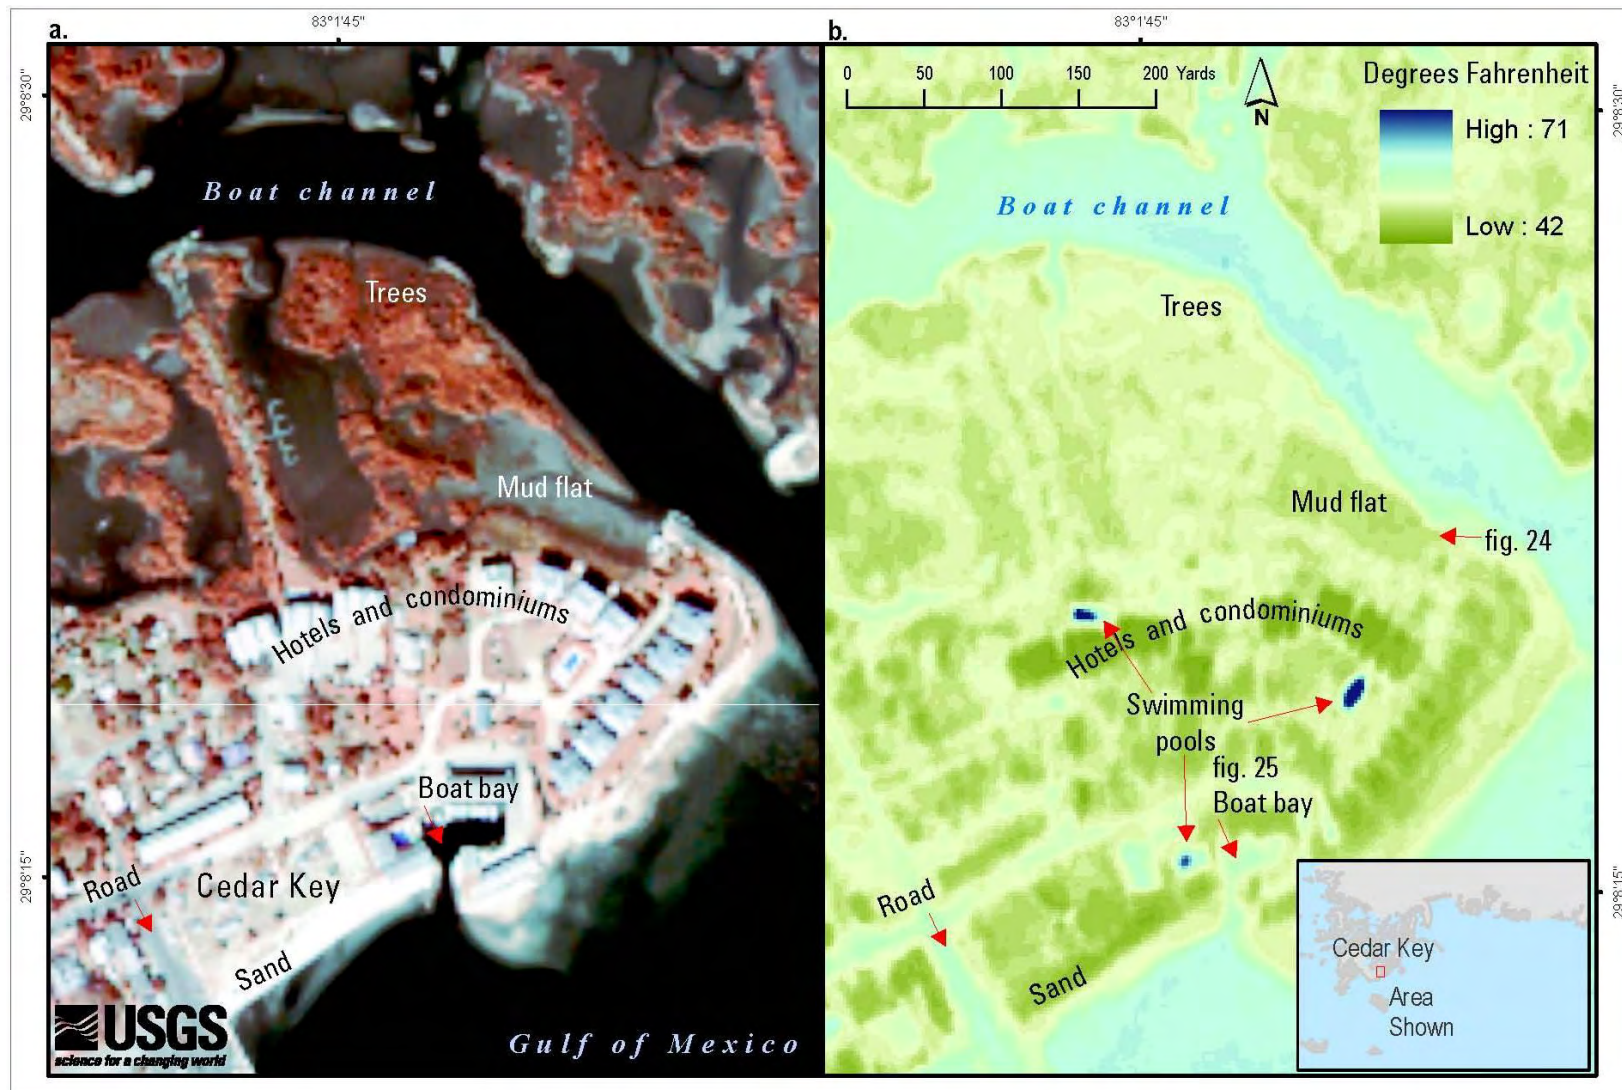 a.
83°1'45"
29°8'30"
Boat channel
Trees
Mud flat
Hotels and condominiums
Boat bay
29°8'15"
Road
Cedar Key
Sand
USGS
science for a changing world
Gulf of Mexico
b.
83°1'45"
0 50 100 150 200 Yards
N
Degrees Fahrenheit
High : 71
Low : 42
29°8'30"
Boat channel
Trees
Mud flat
fig. 24
Hotels and condominiums
Swimming
pools
fig. 25
Boat bay
29°8'15"
Road
Sand
Cedar Key
Area
Shown